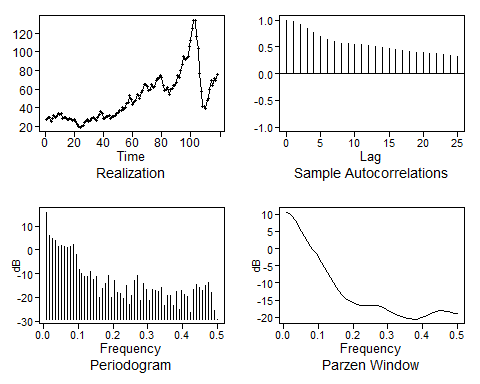 120
100
80
60
40
20
0 20 40 60 80 100
Time
Realization
1.0
0.5
0.0
-0.5
-1.0
0 5 10 15 20 25
Lag
Sample Autocorrelations
10
0
-10
-20
-30
dB
0.0 0.1 0.2 0.3 0.4 0.5
Frequency
Periodogram
10
5
0
-5
-10
-15
-20
dB
0.0 0.1 0.2 0.3 0.4 0.5
Frequency
Parzen Window